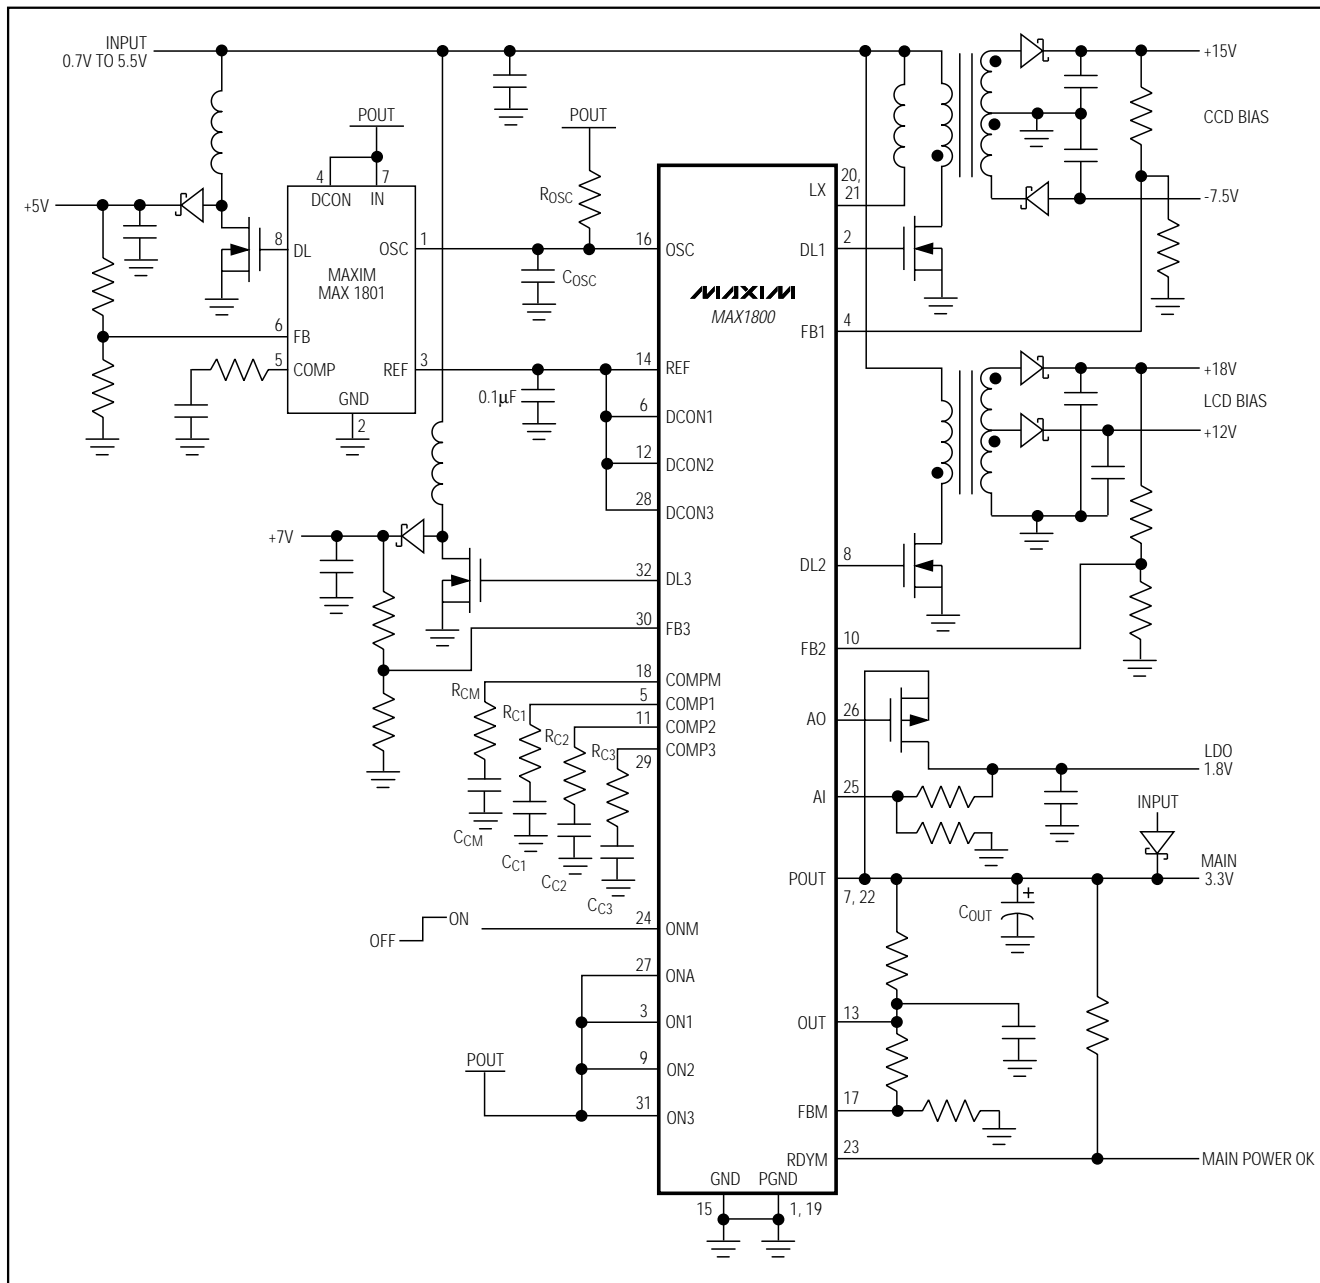 INPUT
0.7V TO 5.5V
POUT
POUT
+15V
CCD BIAS
-7.5V
4
7
DCON
IN
ROSC
20,
21
LX
+5V
8
DL
OSC
1
16
OSC
2
DL1
MAXIM
MAX 1801
COSC
MAXIM
MAX1800
6
FB
4
FB1
5
COMP
REF
3
14
REF
0.1µF
GND
2
+18V
LCD BIAS
+12V
6
DCON1
12
DCON2
28
DCON3
+7V
32
DL3
8
DL2
30
FB3
10
FB2
18
COMPM
RCM
5
COMP1
RC1
11
COMP2
RC2
COMP3
29
RC3
26
AO
LDO
1.8V
25
AI
INPUT
CCM
CC1
CC2
CC3
POUT
7, 22
MAIN
3.3V
COUT
+
OFF
ON
24
ONM
27
ONA
3
ON1
13
OUT
9
ON2
POUT
31
ON3
17
FBM
23
RDYM
MAIN POWER OK
GND
PGND
15
1, 19